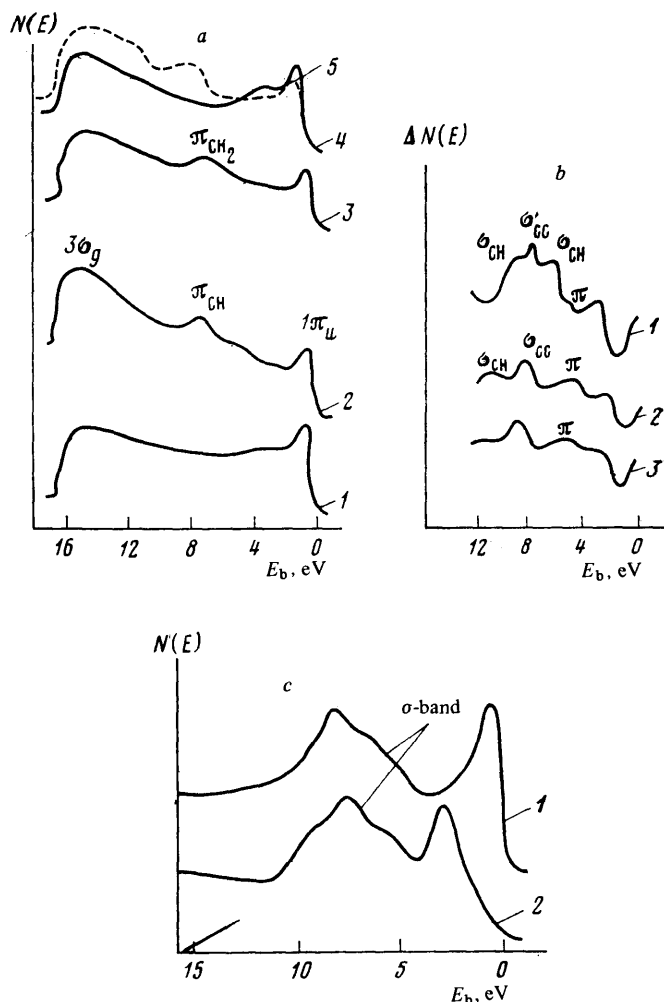 N(E)
a
5
4
π_CH₂
3
3σ_g
π_CH
1π_u
2
1
16 12 8 4 0
E_b, eV
Δ N(E)
b
σ_CH σ'_CC σ_CH
π
1
σ_CH σ_CC π
2
π
3
12 8 4 0
E_b, eV
N(E)
c
σ-band
1
2
15 10 5 0
E_b, eV